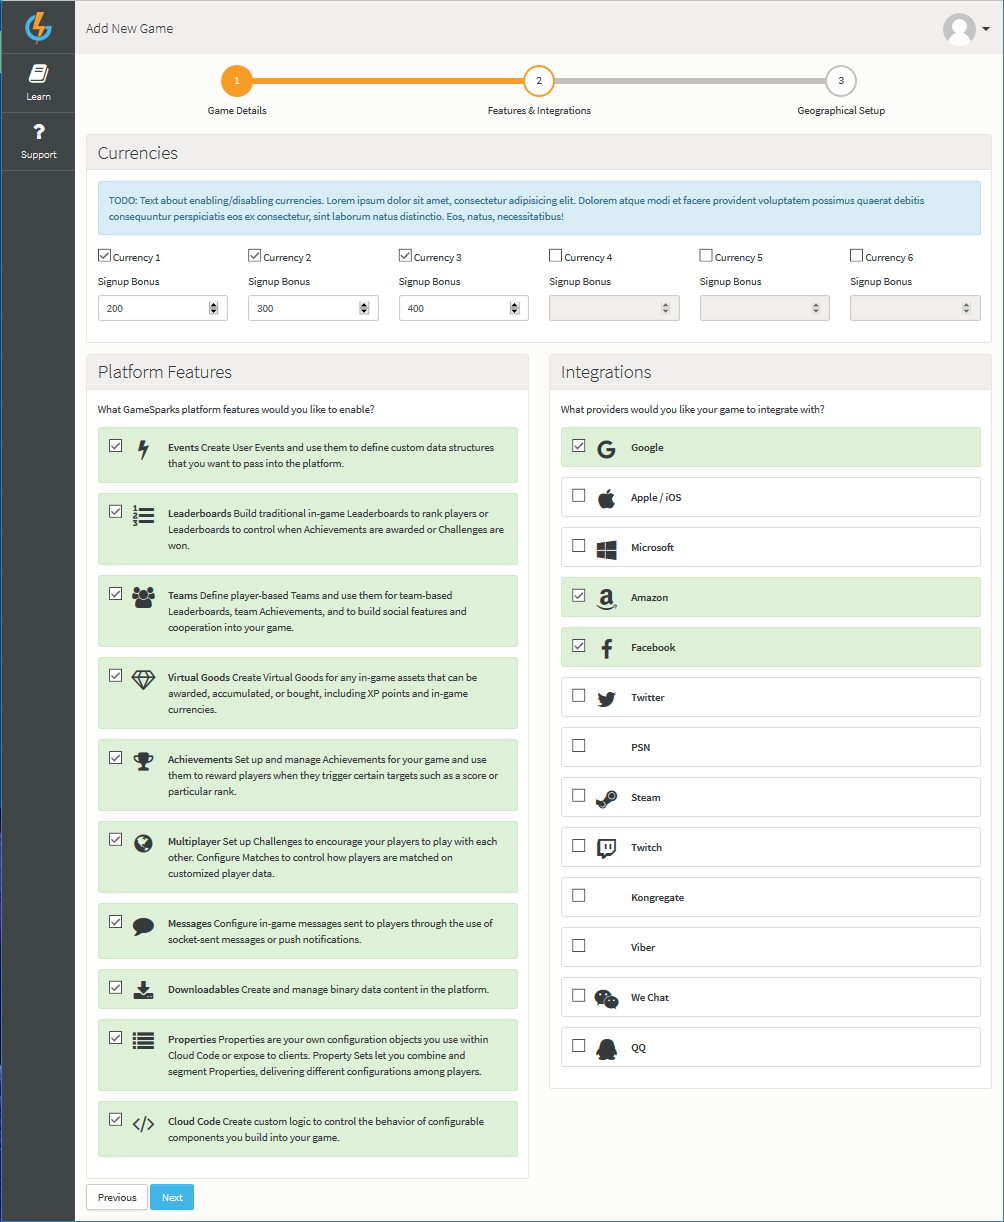 Add New Game
Learn
Support
1
2
3
Game Details
Features & Integrations
Geographical Setup
Currencies
TODO: Text about enabling/disabling currencies. Lorem ipsum dolor sit amet, consectetur adipisicing elit. Dolorem atque modi et facere provident voluptatem possimus quaerat debitis
consequuntur perspiciatis eos ex consectetur, sint laborum natus distinctio. Eos, natus, necessitatibus!
Currency 1
Currency 2
Currency 3
Currency 4
Currency 5
Currency 6
Signup Bonus
Signup Bonus
Signup Bonus
Signup Bonus
Signup Bonus
Signup Bonus
200
300
400
Platform Features
What GameSparks platform features would you like to enable?
Events Create User Events and use them to define custom data structures
that you want to pass into the platform.
Leaderboards Build traditional in-game Leaderboards to rank players or
Leaderboards to control when Achievements are awarded or Challenges are
won.
Teams Define player-based Teams and use them for team-based
Leaderboards, team Achievements, and to build social features and
cooperation into your game.
Virtual Goods Create Virtual Goods for any in-game assets that can be
awarded, accumulated, or bought, including XP points and in-game
currencies.
Achievements Set up and manage Achievements for your game and use
them to reward players when they trigger certain targets such as a score or
particular rank.
Multiplayer Set up Challenges to encourage your players to play with each
other. Configure Matches to control how players are matched on
customized player data.
Messages Configure in-game messages sent to players through the use of
socket-sent messages or push notifications.
Downloadables Create and manage binary data content in the platform.
Properties Properties are your own configuration objects you use within
Cloud Code or expose to clients. Property Sets let you combine and
segment Properties, delivering different configurations among players.
Cloud Code Create custom logic to control the behavior of configurable
components you build into your game.
Integrations
What providers would you like your game to integrate with?
Google
Apple / iOS
Microsoft
Amazon
Facebook
Twitter
PSN
Steam
Twitch
Kongregate
Viber
We Chat
QQ
Previous
Next